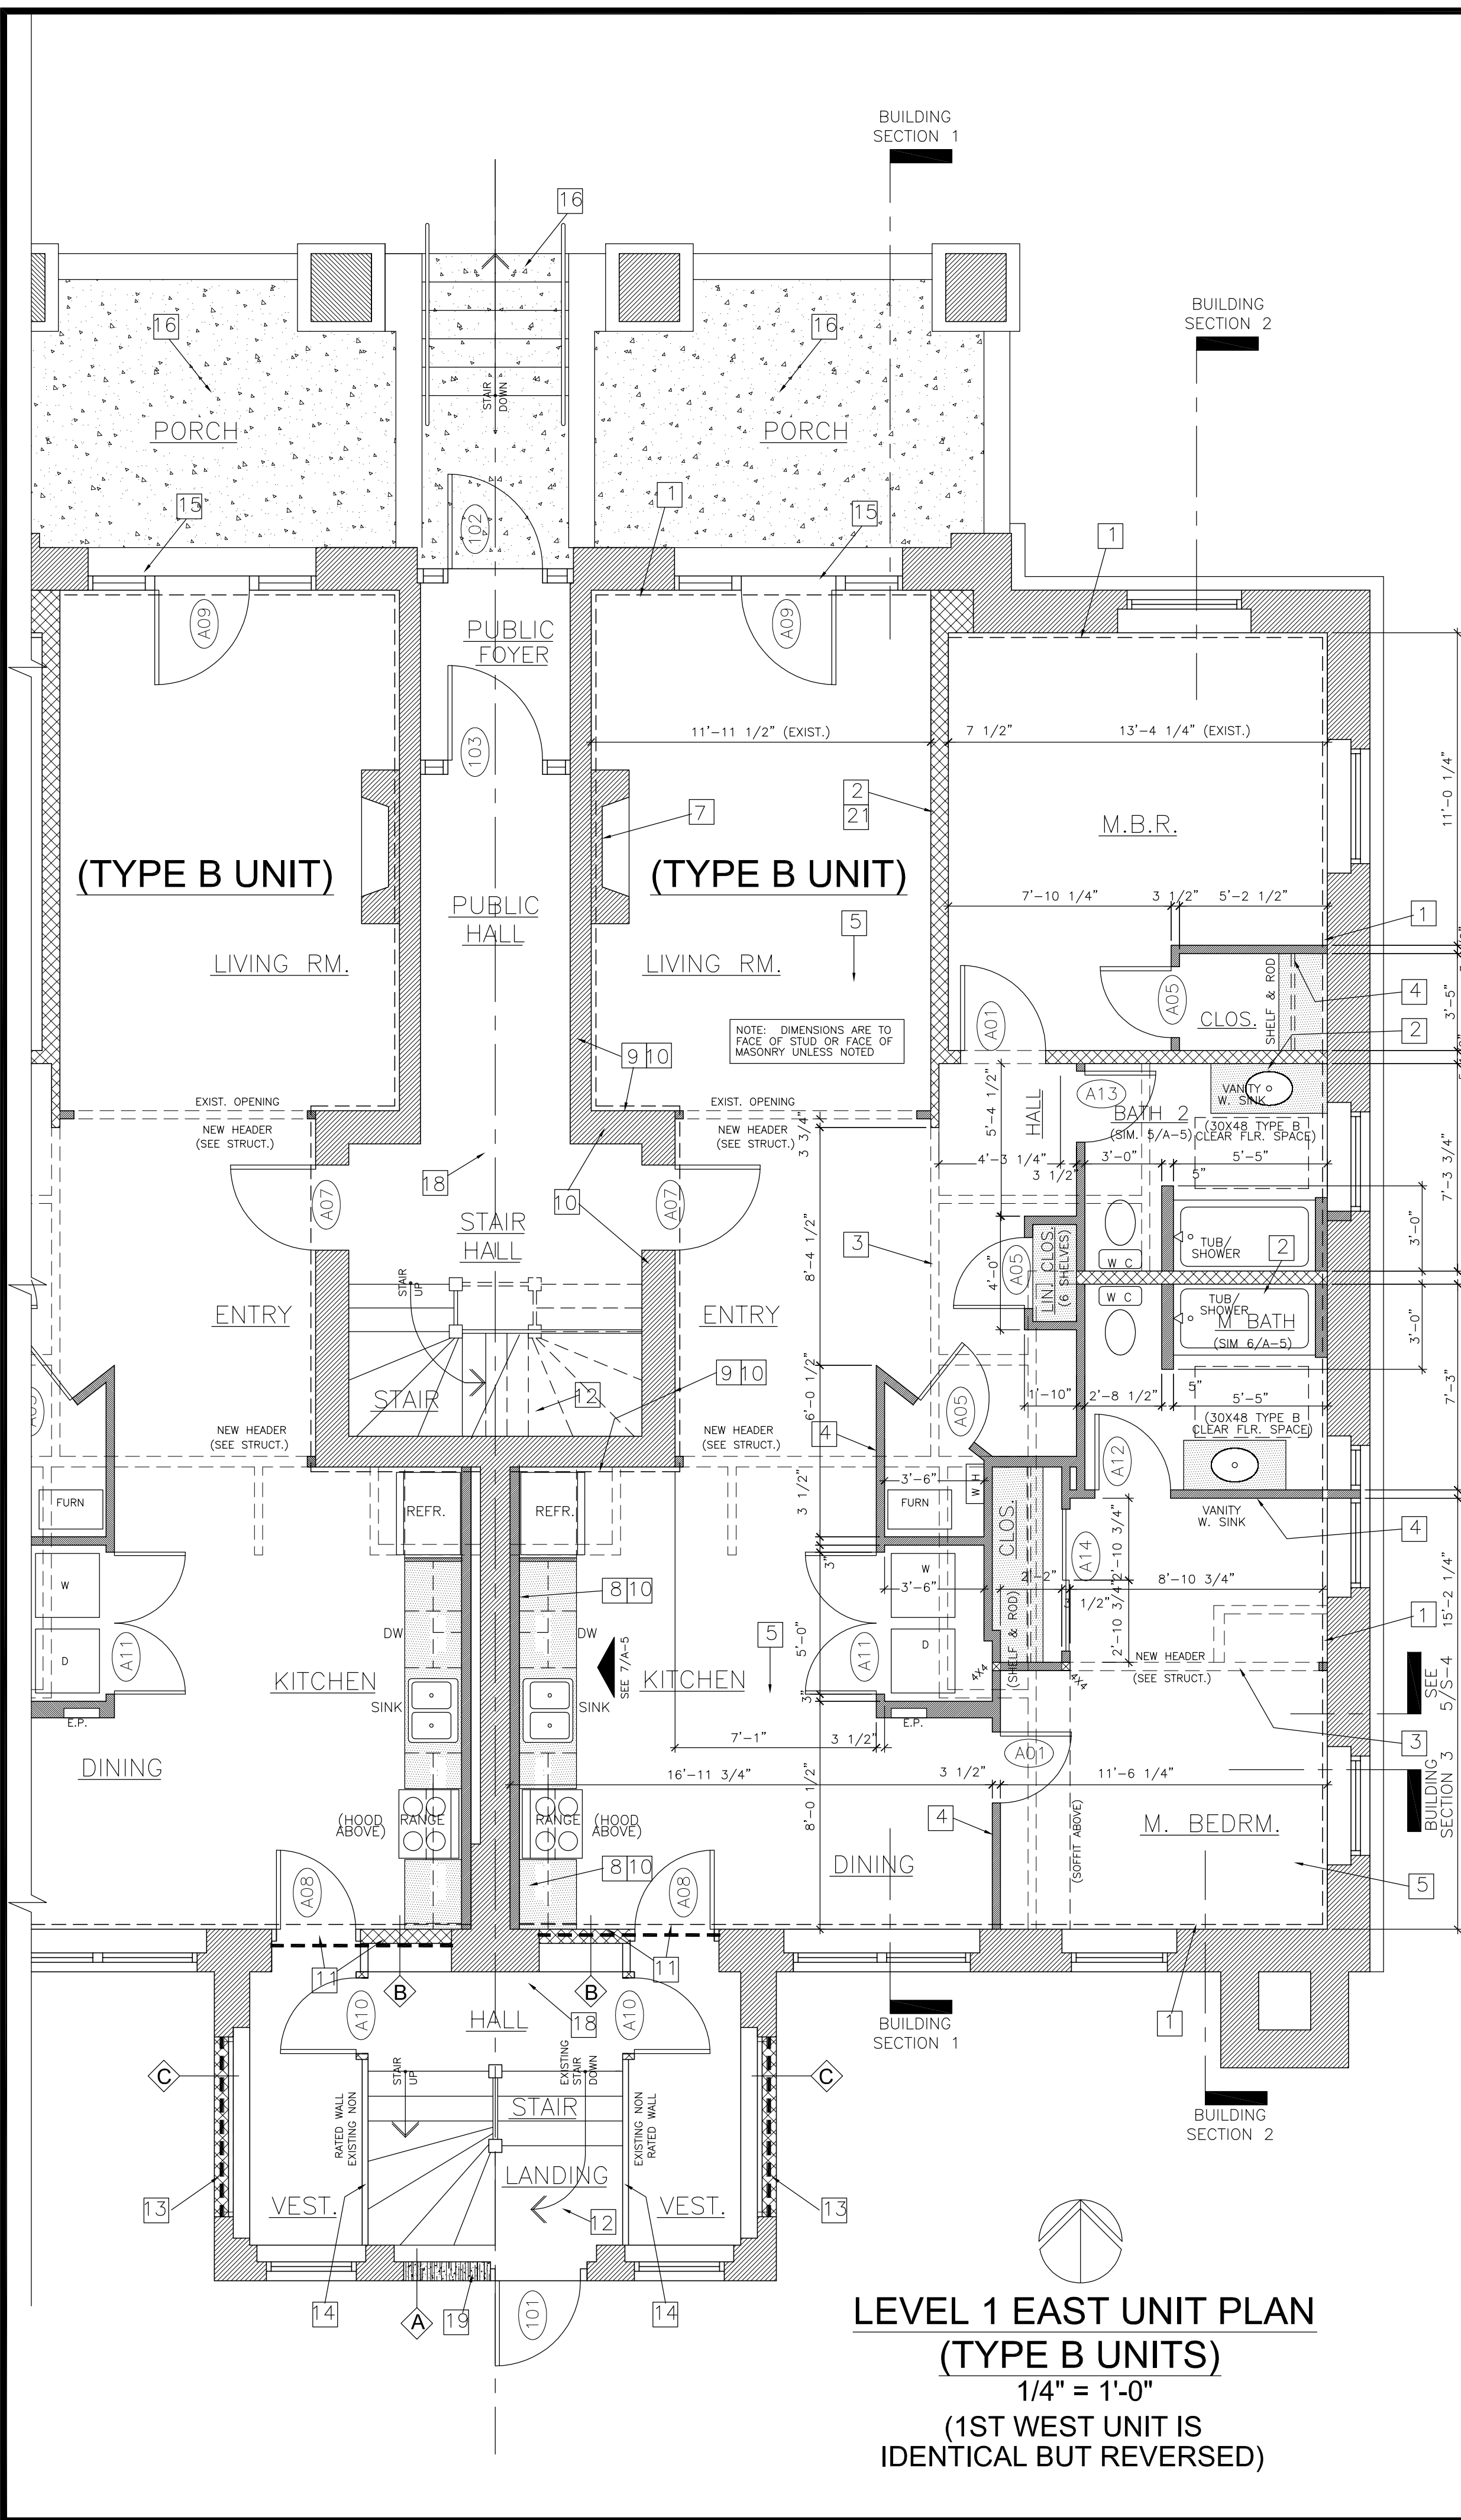 BUILDING
SECTION 1
16
BUILDING
SECTION 2
16
16
STAIR
DOWN
PORCH
PORCH
15
1
15
102
1
A09
PUBLIC
FOYER
A09
103
11'-11 1/2" (EXIST.)
7 1/2"
13'-4 1/4" (EXIST.)
11'-0 1/4"
2
21
7
M.B.R.
(TYPE B UNIT)
(TYPE B UNIT)
7'-10 1/4"
3 1/2"
5'-2 1/2"
PUBLIC
HALL
5
1
LIVING RM.
LIVING RM.
A05
SHELF & ROD
4
3'-5"
CLOS.
A01
2
NOTE: DIMENSIONS ARE TO
FACE OF STUD OR FACE OF
MASONRY UNLESS NOTED
9 10
EXIST. OPENING
EXIST. OPENING
NEW HEADER
(SEE STRUCT.)
NEW HEADER
(SEE STRUCT.)
3 3/4"
5'-4 1/2"
HALL
A13
VANITY
W. SINK
BATH 2
(SIM. 5/A-5)
(30X48 TYPE B
CLEAR FLR. SPACE)
4'-3 1/4"
3'-0"
5'-5"
3 1/2"
5"
7'-3 3/4"
18
10
A07
A07
STAIR
HALL
3
8'-4 1/2"
4'-0"
A05
LIN. CLOS.
(6 SHELVES)
W C
TUB/
SHOWER
2
3'-0"
STAIR
UP
W C
TUB/
SHOWER
M BATH
(SIM 6/A-5)
3'-0"
ENTRY
ENTRY
9 10
STAIR
12
6'-0 1/2"
A05
1'-10"
2'-8 1/2"
5"
5'-5"
7'-3"
(30X48 TYPE B
CLEAR FLR. SPACE)
NEW HEADER
(SEE STRUCT.)
NEW HEADER
(SEE STRUCT.)
4
A12
3'-6"
W H
FURN
REFR.
REFR.
3 1/2"
FURN
CLOS.
VANITY
W. SINK
4
2'-10 3/4"
A14
3"
W
W
3'-6"
2'-2"
8'-10 3/4"
3 1/2"
15'-2 1/4"
8 10
(SHELF & ROD)
2'-10 3/4"
1
DW
DW
5
5'-0"
A11
A11
D
D
SEE 7/A-5
4X4
4X4
NEW HEADER
(SEE STRUCT.)
SEE
5/S-4
KITCHEN
KITCHEN
SINK
SINK
3"
E.P.
E.P.
7'-1"
3 1/2"
A01
3
DINING
16'-11 3/4"
3 1/2"
11'-6 1/4"
BUILDING
SECTION 3
(HOOD
ABOVE)
RANGE
RANGE
(HOOD
ABOVE)
8'-0 1/2"
4
M. BEDRM.
(SOFFIT ABOVE)
8 10
DINING
A08
A08
5
11
B
B
11
A10
HALL
A10
18
1
BUILDING
SECTION 1
C
STAIR
UP
EXISTING
STAIR
DOWN
C
RATED WALL
EXISTING NON
STAIR
EXISTING NON
RATED WALL
BUILDING
SECTION 2
LANDING
13
VEST.
12
VEST.
13
14
A
19
101
14
LEVEL 1 EAST UNIT PLAN
(TYPE B UNITS)
1/4" = 1'-0"
(1ST WEST UNIT IS
IDENTICAL BUT REVERSED)